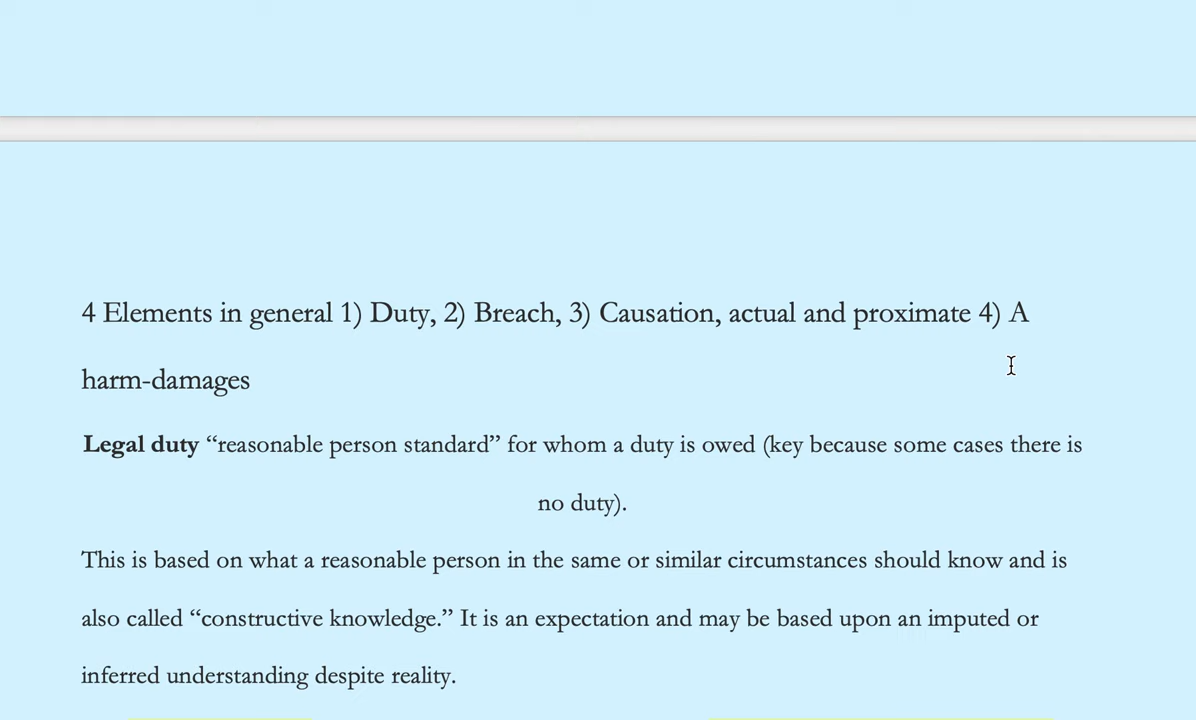 4 Elements in general 1) Duty, 2) Breach, 3) Causation, actual and proximate 4) A
harm-damages
Legal duty “reasonable person standard” for whom a duty is owed (key because some cases there is
no duty).
This is based on what a reasonable person in the same or similar circumstances should know and is
also called “constructive knowledge.” It is an expectation and may be based upon an imputed or
inferred understanding despite reality.